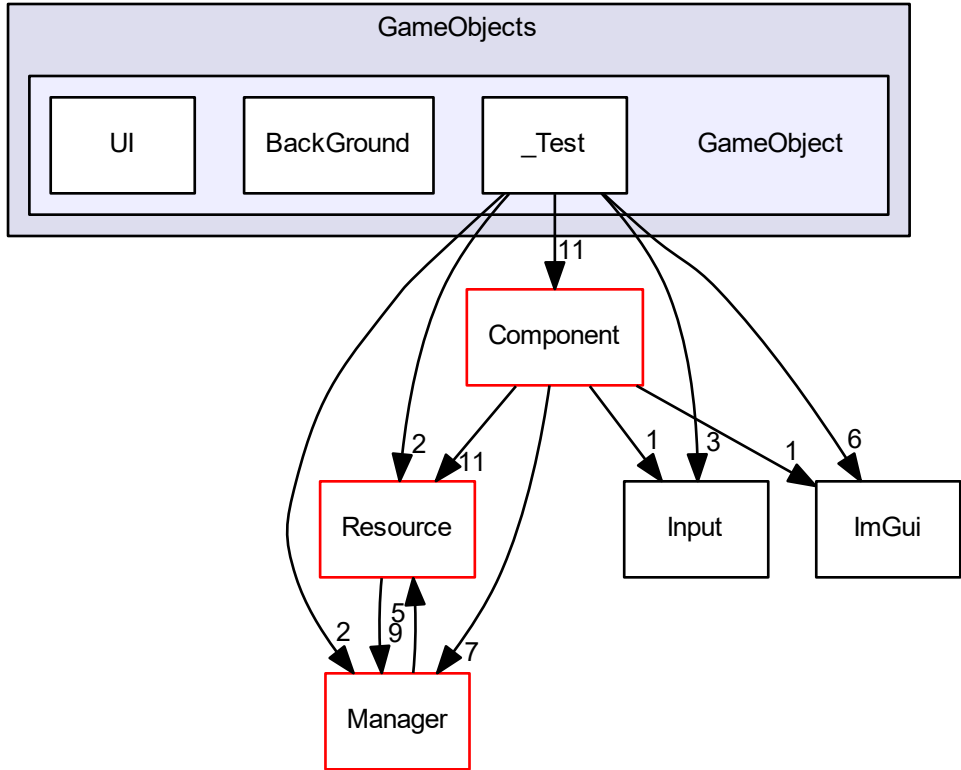 GameObjects
UI
BackGround
_Test
GameObject
11
Component
2
11
1
3
1
6
Resource
Input
ImGui
5
2
9
7
Manager